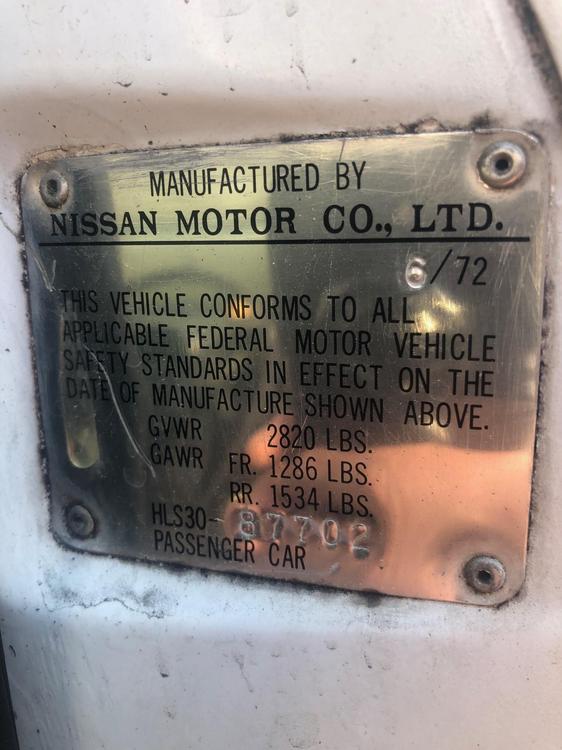 MANUFACTURED BY
NISSAN MOTOR CO., LTD.
6/72
THIS VEHICLE CONFORMS TO ALL
APPLICABLE FEDERAL MOTOR VEHICLE
SAFETY STANDARDS IN EFFECT ON THE
DATE OF MANUFACTURE SHOWN ABOVE.
GVWR 2820 LBS.
GAWR FR. 1286 LBS.
RR. 1534 LBS.
HLS30-87702
PASSENGER CAR